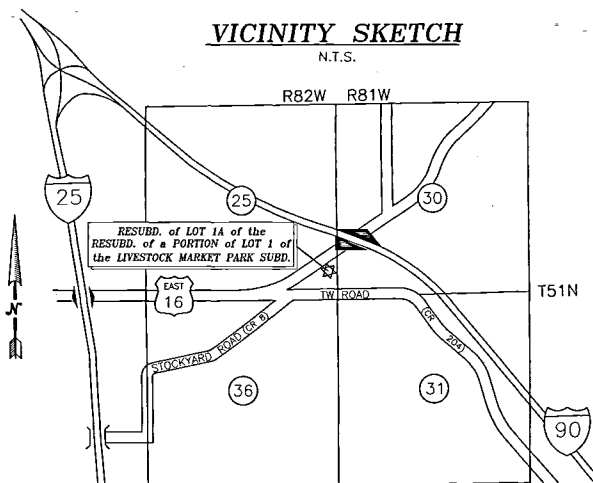 VICINITY SKETCH
N.T.S.
R82W
R81W
25
25
30
RESUBD. of LOT 1A of the
RESUBD. of a PORTION of LOT 1 of
the LIVESTOCK MARKET PARK SUBD.
N
EAST
16
TW ROAD
T51N
STOCKYARD ROAD (CR 8)
(CR 204)
36
31
90